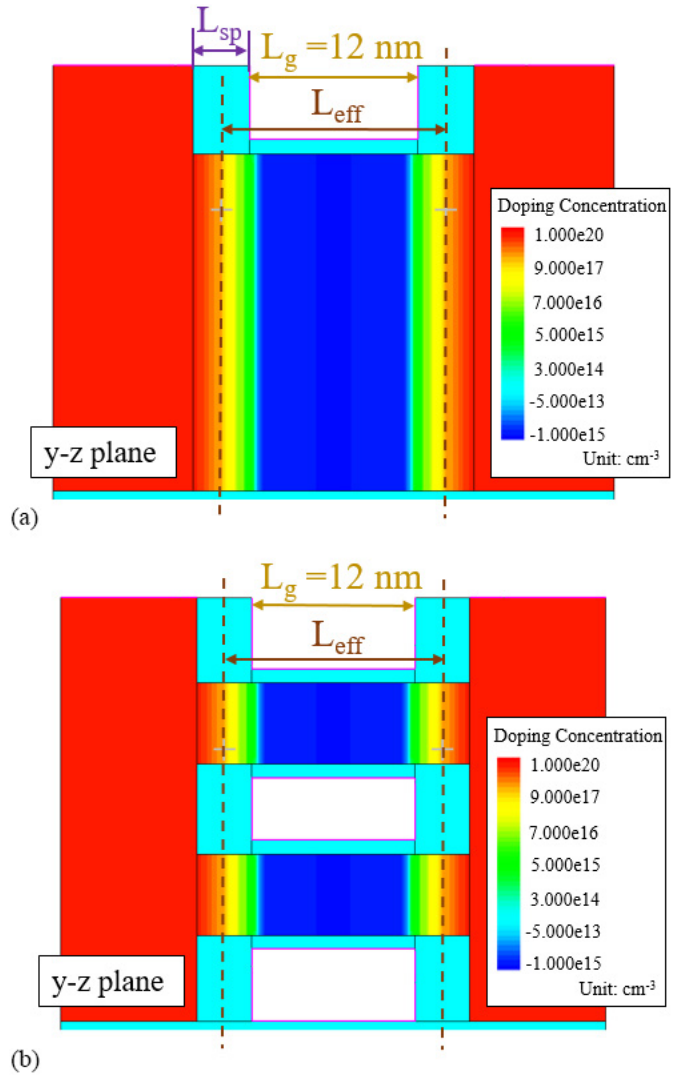 L_sp
L_g =12 nm
L_eff
Doping Concentration
1.000e20
9.000e17
7.000e16
5.000e15
3.000e14
-5.000e13
-1.000e15
Unit: cm⁻³
y-z plane
(a)
L_g =12 nm
L_eff
Doping Concentration
1.000e20
9.000e17
7.000e16
5.000e15
3.000e14
-5.000e13
-1.000e15
Unit: cm⁻³
y-z plane
(b)